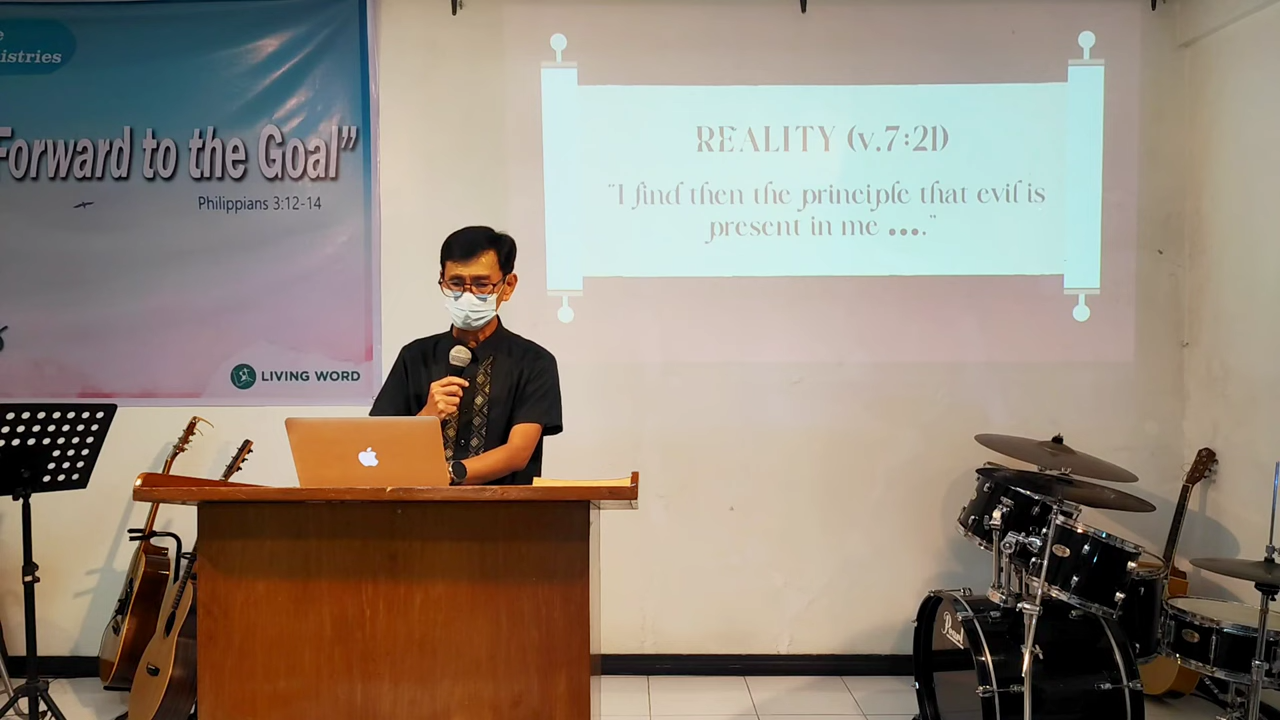 istries
Forward to the Goal”
Philippians 3:12-14
LIVING WORD
REALITY (v.7:21)
“I find then the principle that evil is
present in me ....”
Pearl